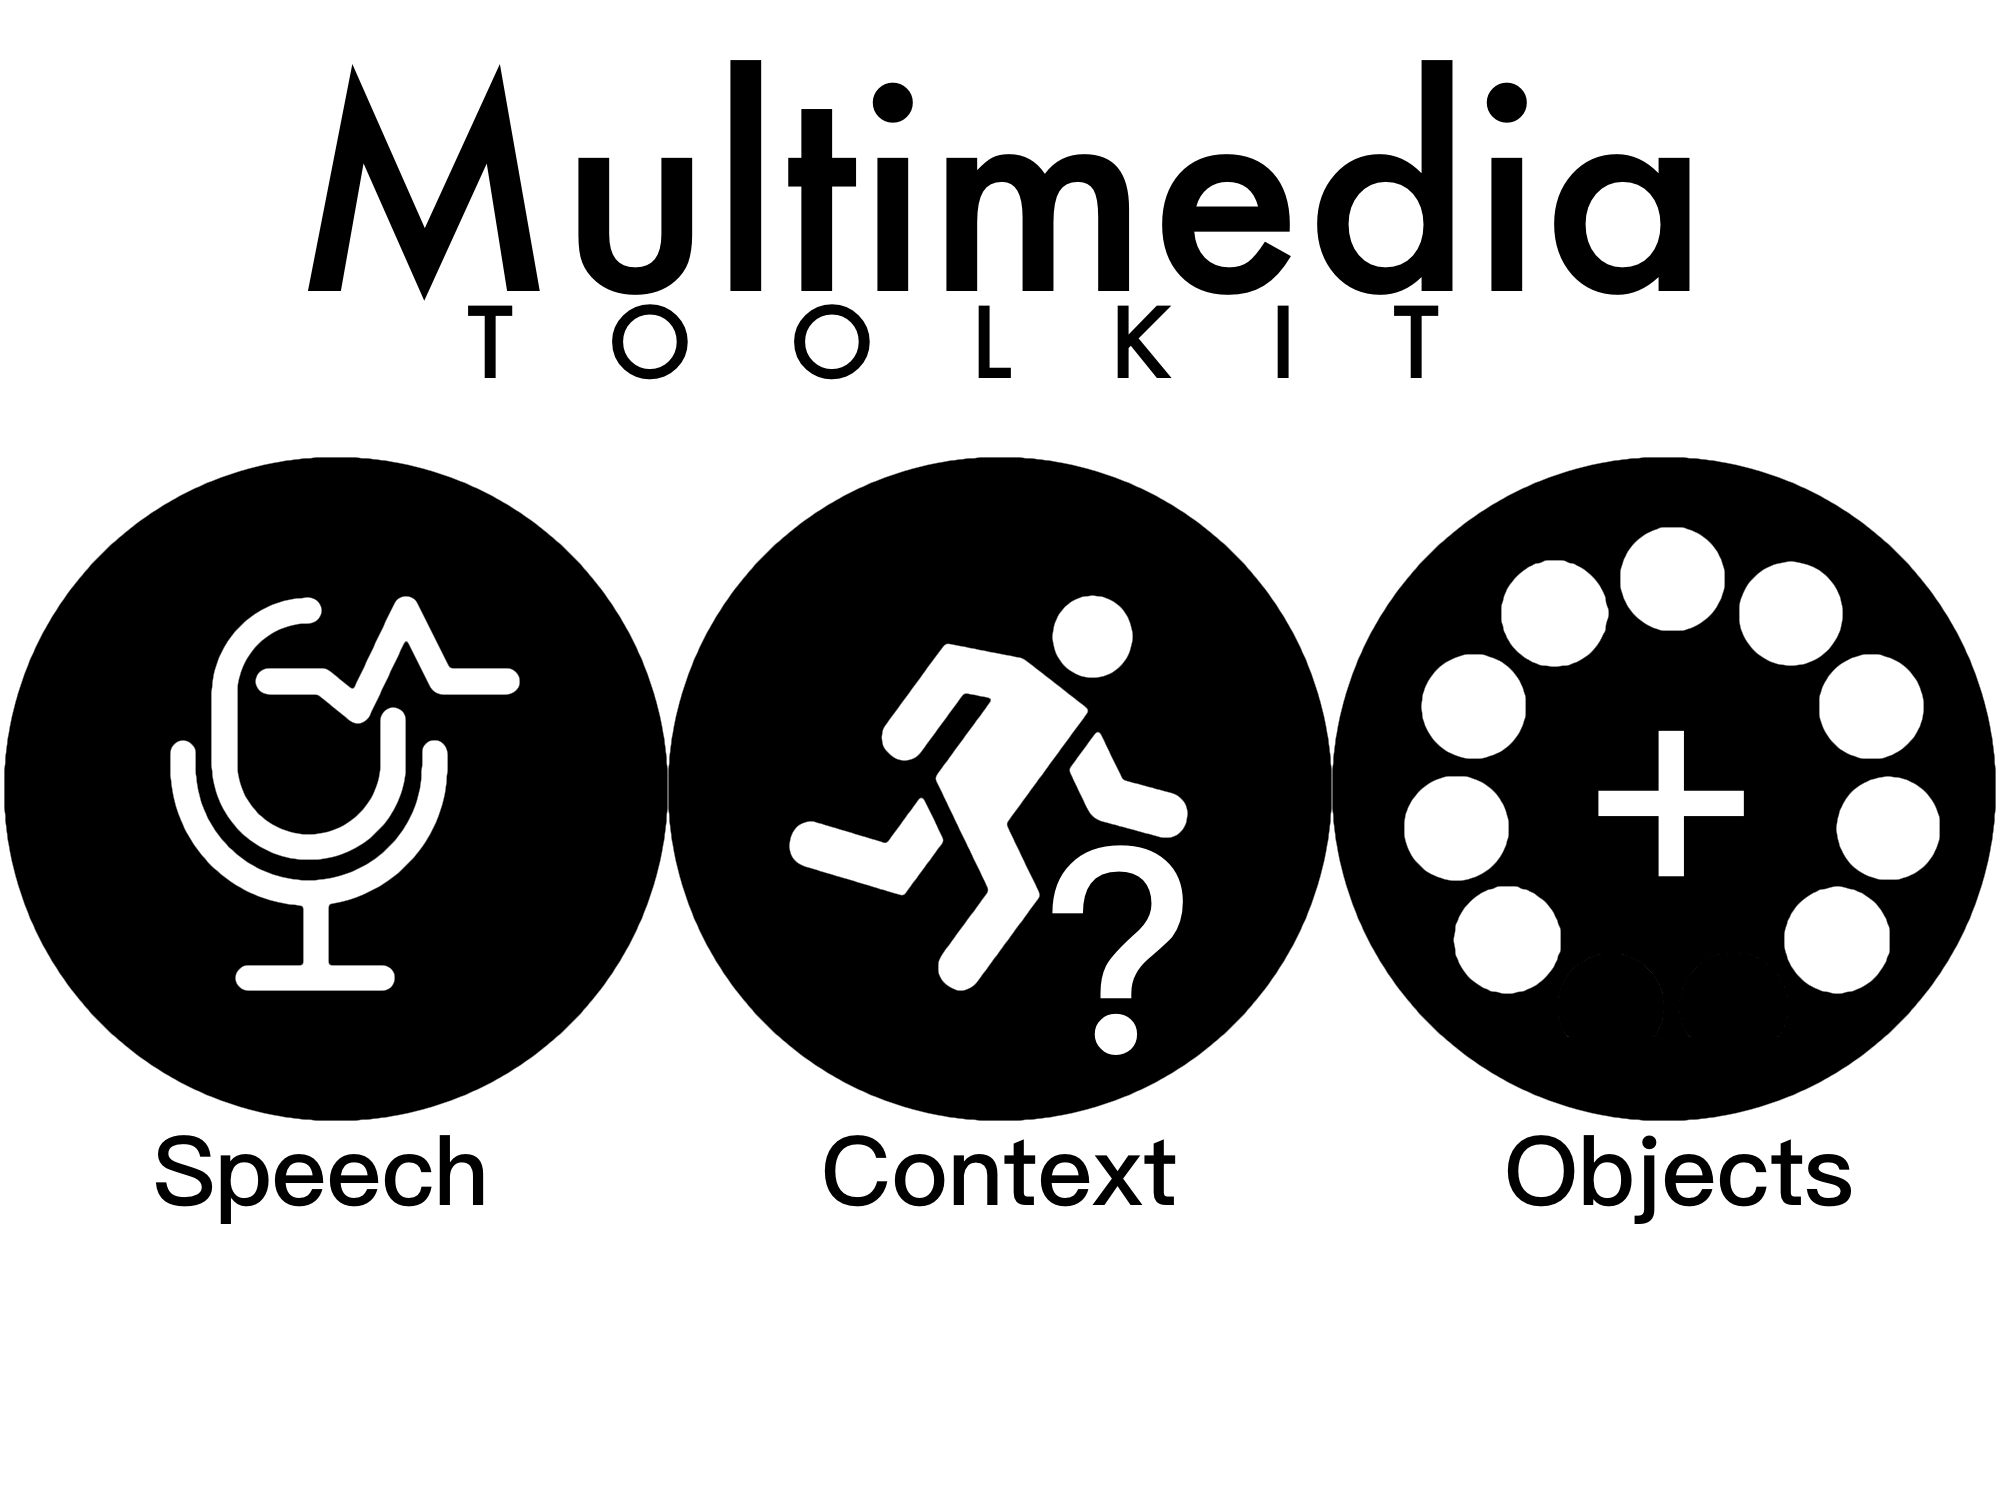 Multimedia
TOOLKIT
?
+
Speech
Context
Objects